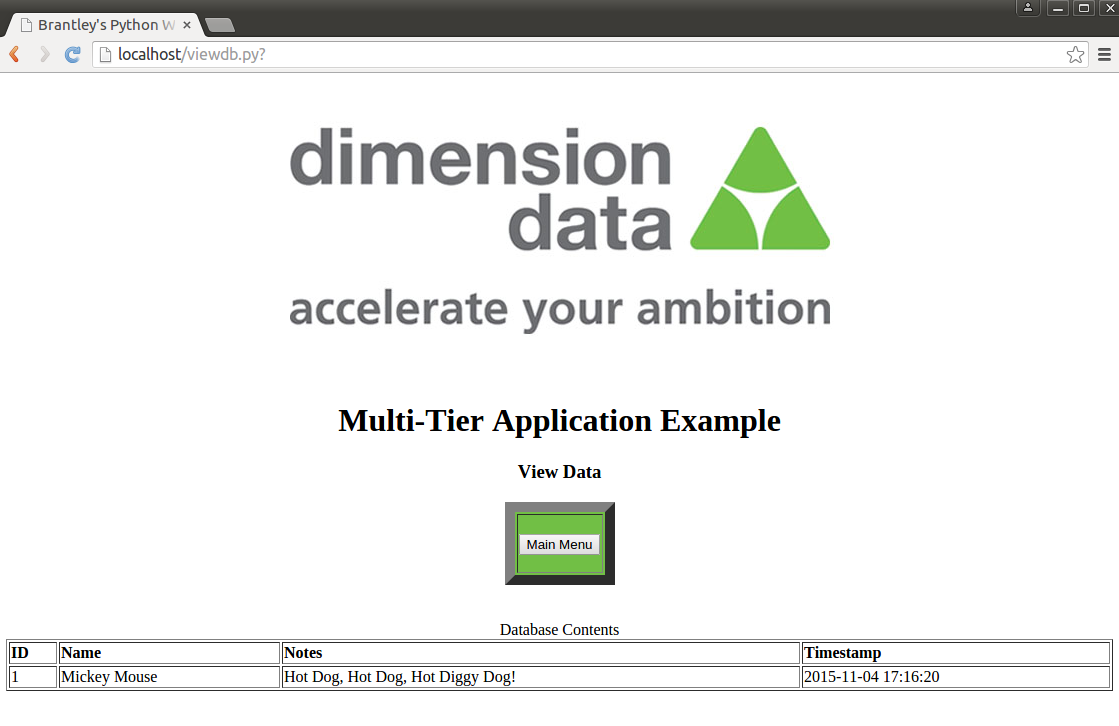 Brantley's Python W
localhost/viewdb.py?
dimension
data
accelerate your ambition
Multi-Tier Application Example
View Data
Main Menu
Database Contents
ID Name Notes Timestamp
1 Mickey Mouse Hot Dog, Hot Dog, Hot Diggy Dog! 2015-11-04 17:16:20